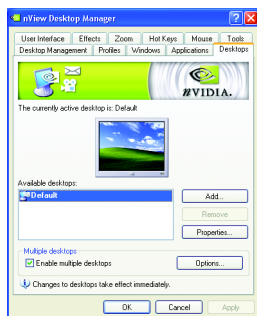 nView Desktop Manager
User Interface Effects Zoom Hot Keys Mouse Tools
Desktop Management Profiles Windows Applications Desktops
nVIDIA.
The currently active desktop is: Default
Available desktops:
Default
Add...
Remove
Properties...
Multiple desktops
Enable multiple desktops
Options...
Changes to desktops take effect immediately.
OK Cancel Apply